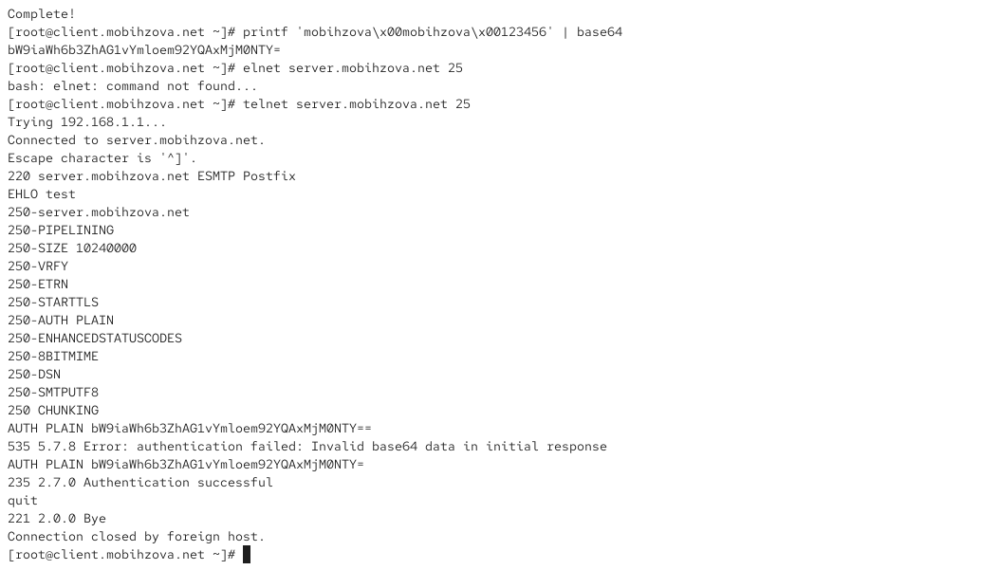 Complete!
[root@client.mobihzova.net ~]# printf 'mobihzova\x00mobihzova\x00123456' | base64
bW9iaWh6b3ZhAG1vYmloem92YQAxMjM0NTY=
[root@client.mobihzova.net ~]# elnet server.mobihzova.net 25
bash: elnet: command not found...
[root@client.mobihzova.net ~]# telnet server.mobihzova.net 25
Trying 192.168.1.1...
Connected to server.mobihzova.net.
Escape character is '^]'.
220 server.mobihzova.net ESMTP Postfix
EHLO test
250-server.mobihzova.net
250-PIPELINING
250-SIZE 10240000
250-VRFY
250-ETRN
250-STARTTLS
250-AUTH PLAIN
250-ENHANCEDSTATUSCODES
250-8BITMIME
250-DSN
250-SMTPUTF8
250 CHUNKING
AUTH PLAIN bW9iaWh6b3ZhAG1vYmloem92YQAxMjM0NTY==
535 5.7.8 Error: authentication failed: Invalid base64 data in initial response
AUTH PLAIN bW9iaWh6b3ZhAG1vYmloem92YQAxMjM0NTY=
235 2.7.0 Authentication successful
quit
221 2.0.0 Bye
Connection closed by foreign host.
[root@client.mobihzova.net ~]#